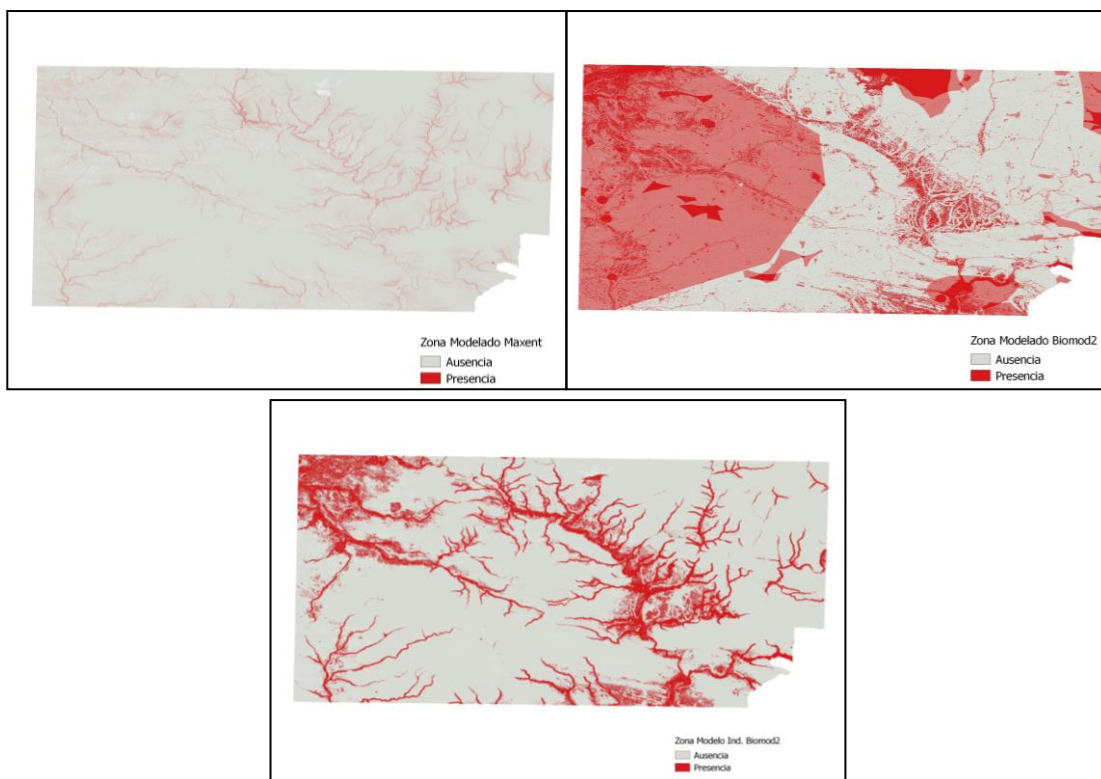 Zona Modelado Maxent
Ausencia
Presencia
Zona Modelado Biomod2
Ausencia
Presencia
Zona Modelo Ind. Biomod2
Ausencia
Presencia